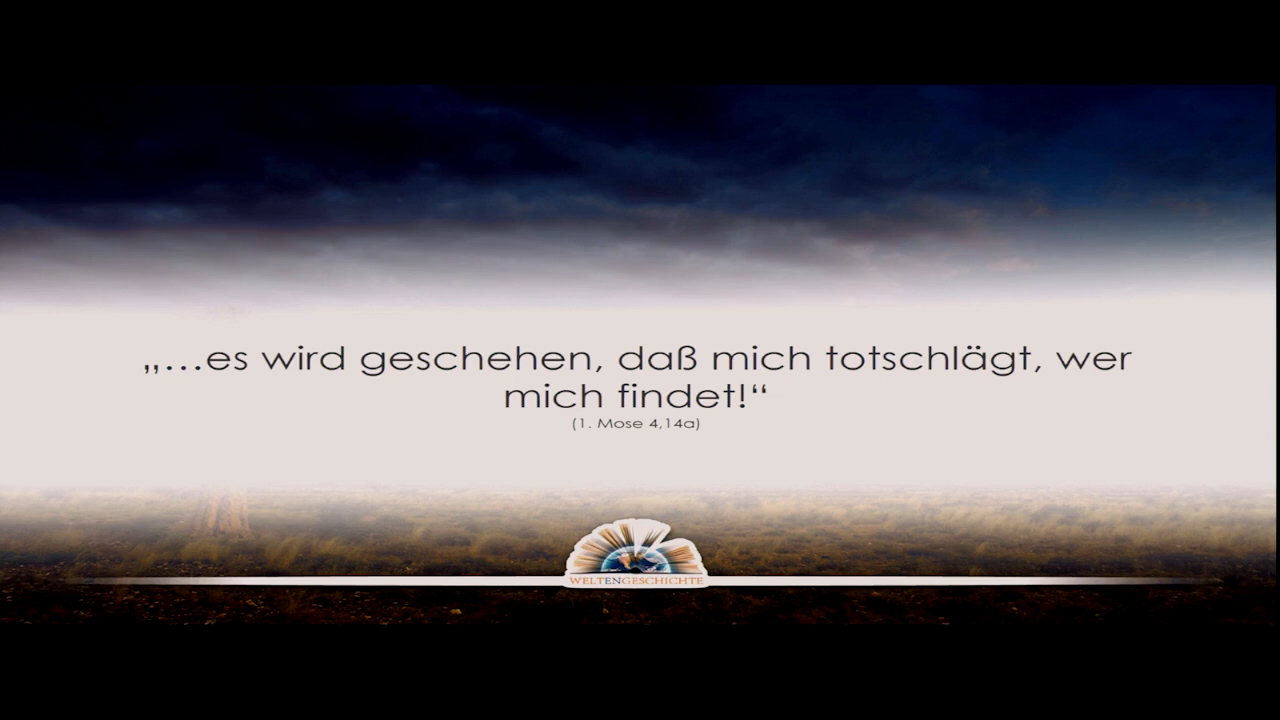 „…es wird geschehen, daß mich totschlägt, wer
mich findet!“
(1. Mose 4,14a)
WELTENGESCHICHTE